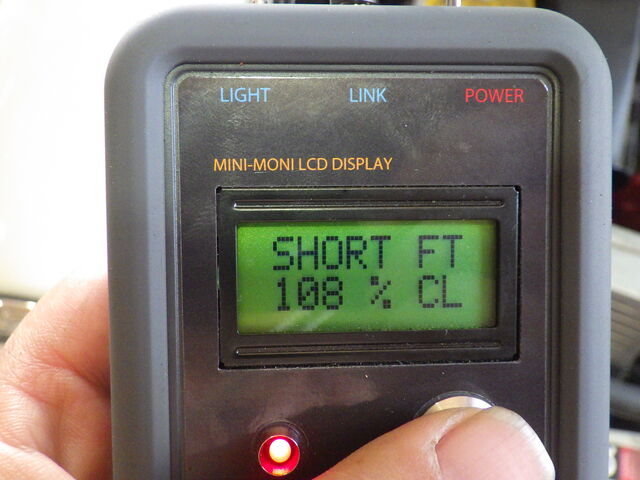 LIGHT LINK POWER
MINI-MONI LCD DISPLAY
SHORT FT
108 % CL